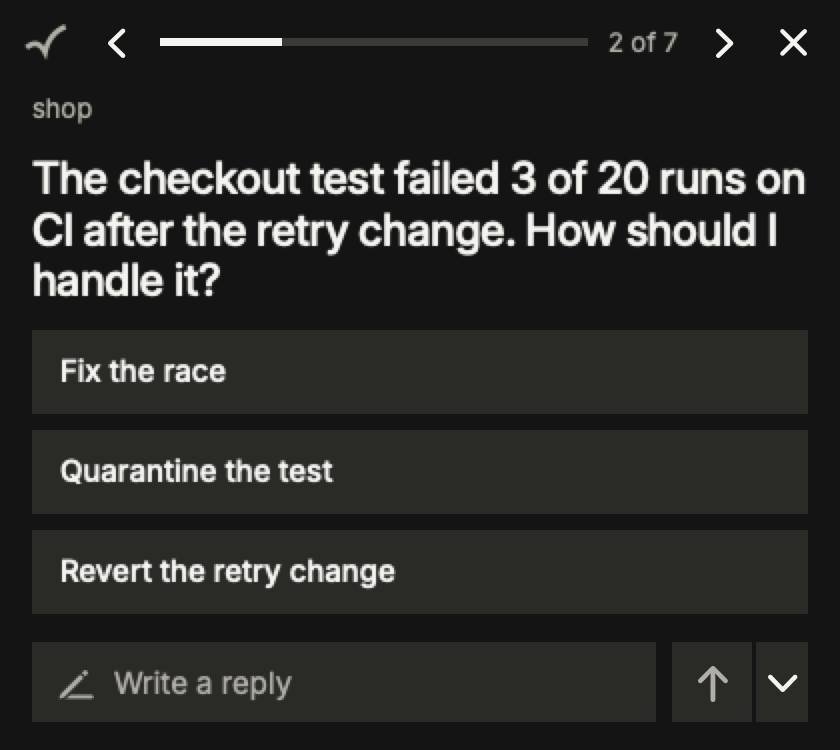 2 of 7
shop
The checkout test failed 3 of 20 runs on
CI after the retry change. How should I
handle it?
Fix the race
Quarantine the test
Revert the retry change
Write a reply